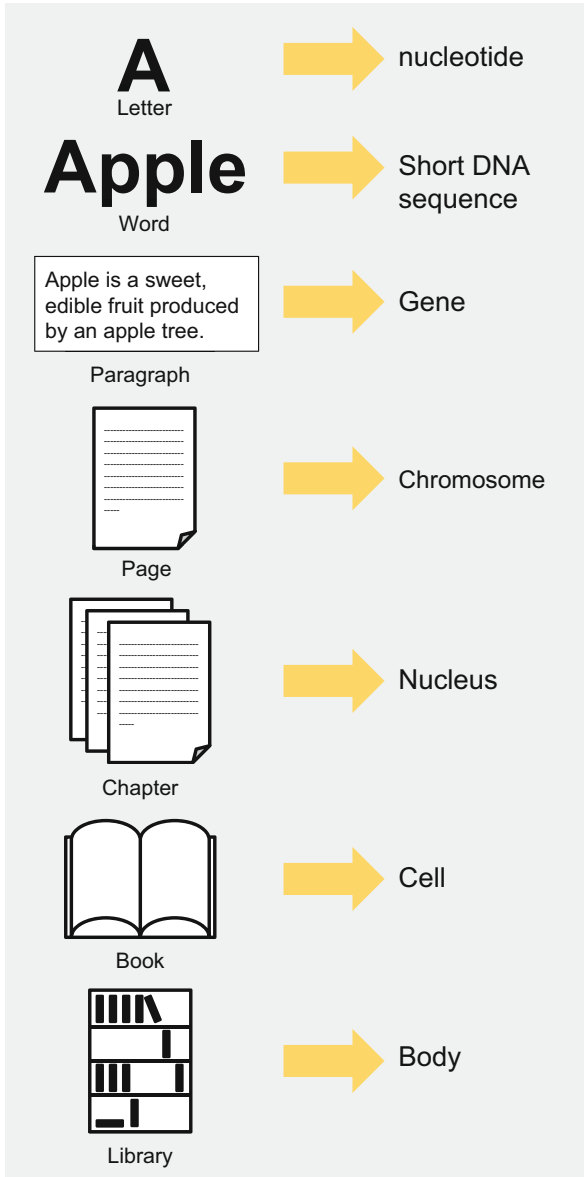 A
Letter
nucleotide
Apple
Word
Short DNA
sequence
Apple is a sweet,
edible fruit produced
by an apple tree.
Paragraph
Gene
Page
Chromosome
Chapter
Nucleus
Book
Cell
Library
Body